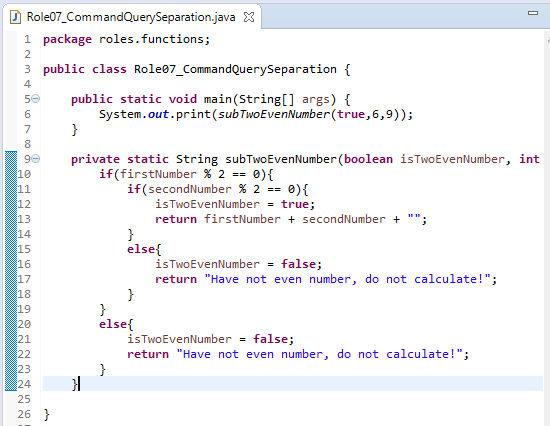 Role07_CommandQuerySeparation.java
1 package roles.functions;
2
3 public class Role07_CommandQuerySeparation {
4
5 public static void main(String[] args) {
6 System.out.print(subTwoEvenNumber(true,6,9));
7 }
8
9 private static String subTwoEvenNumber(boolean isTwoEvenNumber, int
10 if(firstNumber % 2 == 0){
11 if(secondNumber % 2 == 0){
12 isTwoEvenNumber = true;
13 return firstNumber + secondNumber + "";
14 }
15 else{
16 isTwoEvenNumber = false;
17 return "Have not even number, do not calculate!";
18 }
19 }
20 else{
21 isTwoEvenNumber = false;
22 return "Have not even number, do not calculate!";
23 }
24 }
25
26 }